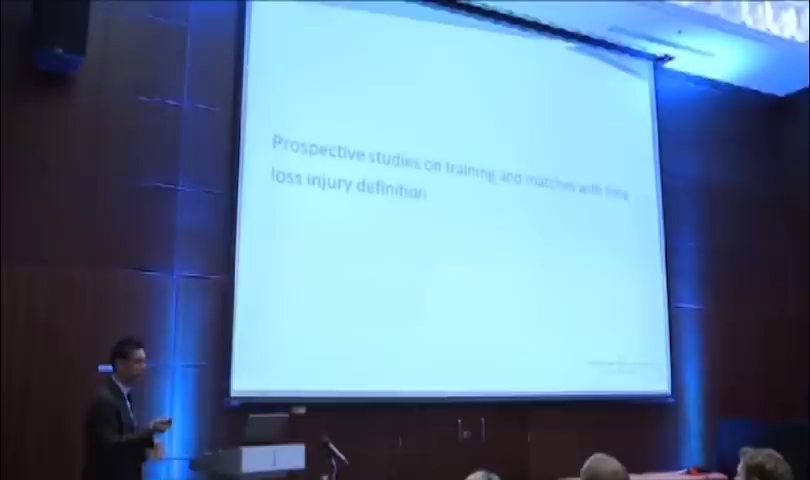 Prospective studies on training and matches with time
loss injury definition